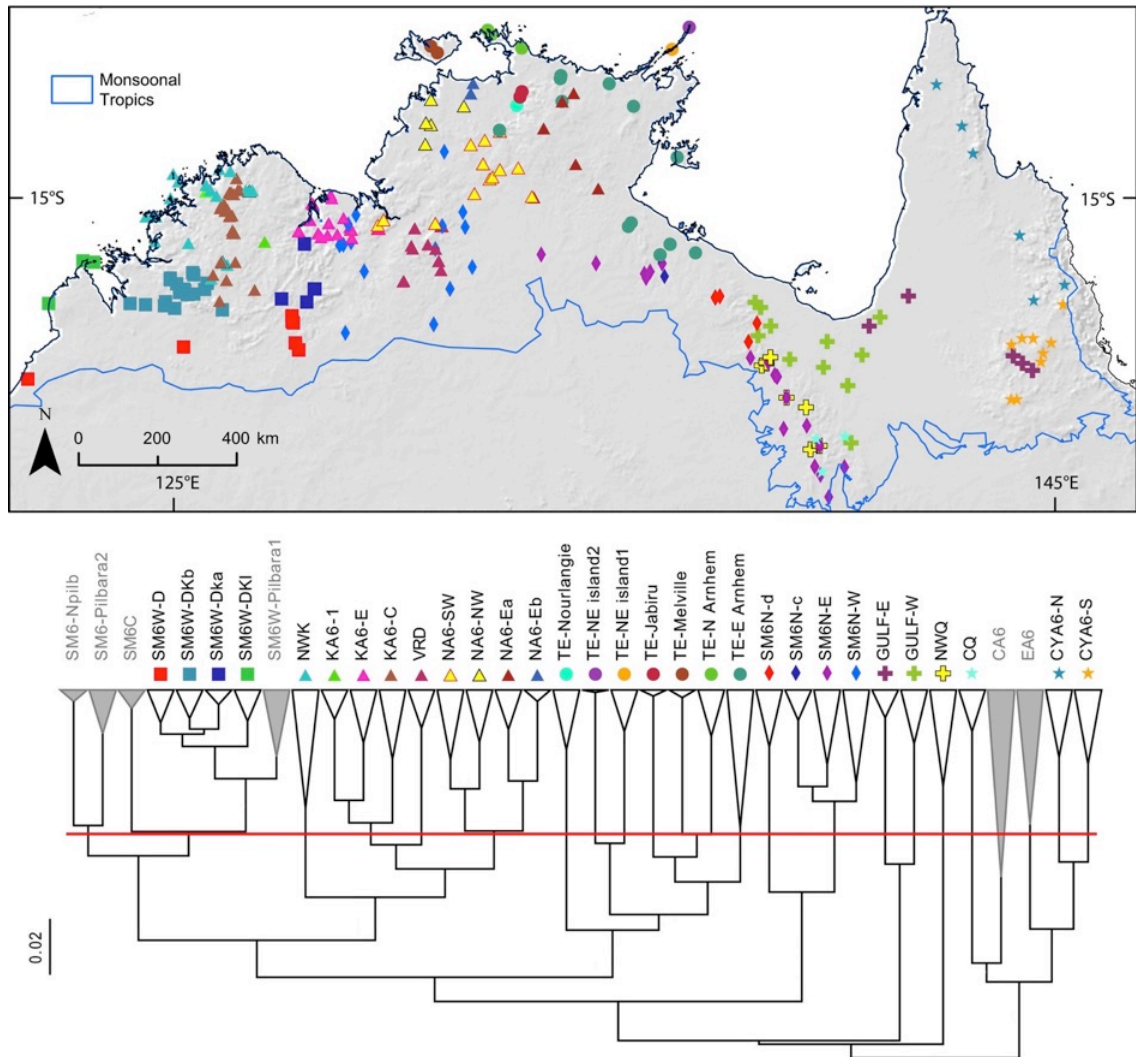 Monsoonal
Tropics
15°S
15°S
N
0 200 400 km
125°E
145°E
SM6-Npilb
SM6-Pilbara2
SM6C
SM6W-D
SM6W-DKb
SM6W-Dka
SM6W-DKI
SM6W-Pilbara1
NWK
KA6-1
KA6-E
KA6-C
VRD
NA6-SW
NA6-NW
NA6-Ea
NA6-Eb
TE-Nourlangie
TE-NE island2
TE-NE island1
TE-Jabiru
TE-Melville
TE-N Arnhem
TE-E Arnhem
SM6N-d
SM6N-c
SM6N-E
SM6N-W
GULF-E
GULF-W
NWQ
CQ
CA6
EA6
CYA6-N
CYA6-S
0.02